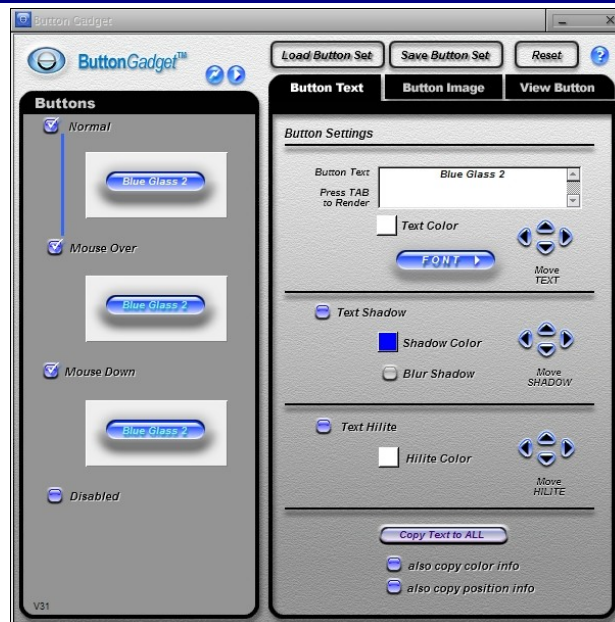 Button Gadget
ButtonGadget™
Load Button Set
Save Button Set
Reset
?
Buttons
Normal
Blue Glass 2
Mouse Over
Blue Glass 2
Mouse Down
Blue Glass 2
Disabled
V31
Button Text
Button Image
View Button
Button Settings
Button Text
Blue Glass 2
Press TAB
to Render
Text Color
FONT
Move
TEXT
Text Shadow
Shadow Color
Blur Shadow
Move
SHADOW
Text Hilite
Hilite Color
Move
HILITE
Copy Text to ALL
also copy color info
also copy position info